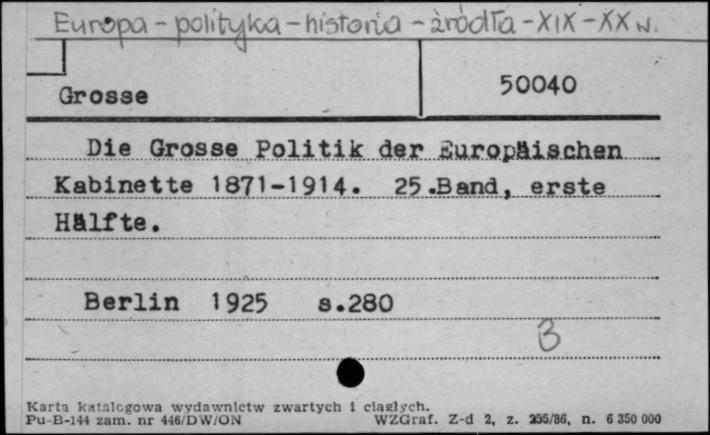 Europa – polityka – historia – źródła – XIX – XX w.
Grosse
50040
Die Grosse Politik der Europäischen
Kabinette 1871-1914. 25.Band, erste
Hälfte.
Berlin 1925 s.280
3
Karta katalogowa wydawnictw zwartych i ciągłych.
Pu-B-144 zam. nr 446/DW/ON WZGraf. Z-d 2, z. 255/86, n. 6 350 000